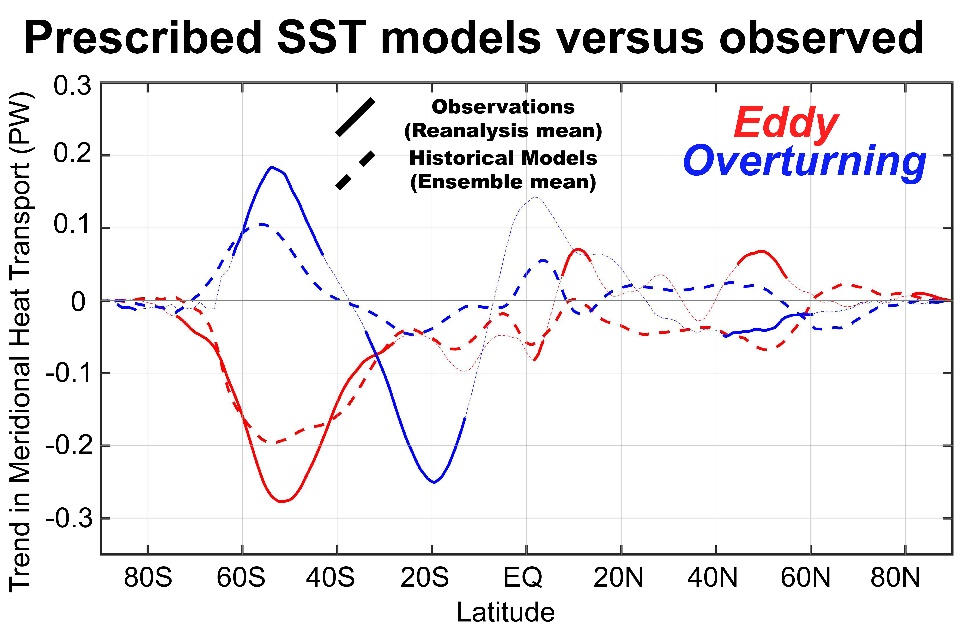 Prescribed SST models versus observed
Trend in Meridional Heat Transport (PW)
0.3
0.2
0.1
0
-0.1
-0.2
-0.3
Observations
(Reanalysis mean)
Historical Models
(Ensemble mean)
Eddy
Overturning
80S 60S 40S 20S EQ 20N 40N 60N 80N
Latitude